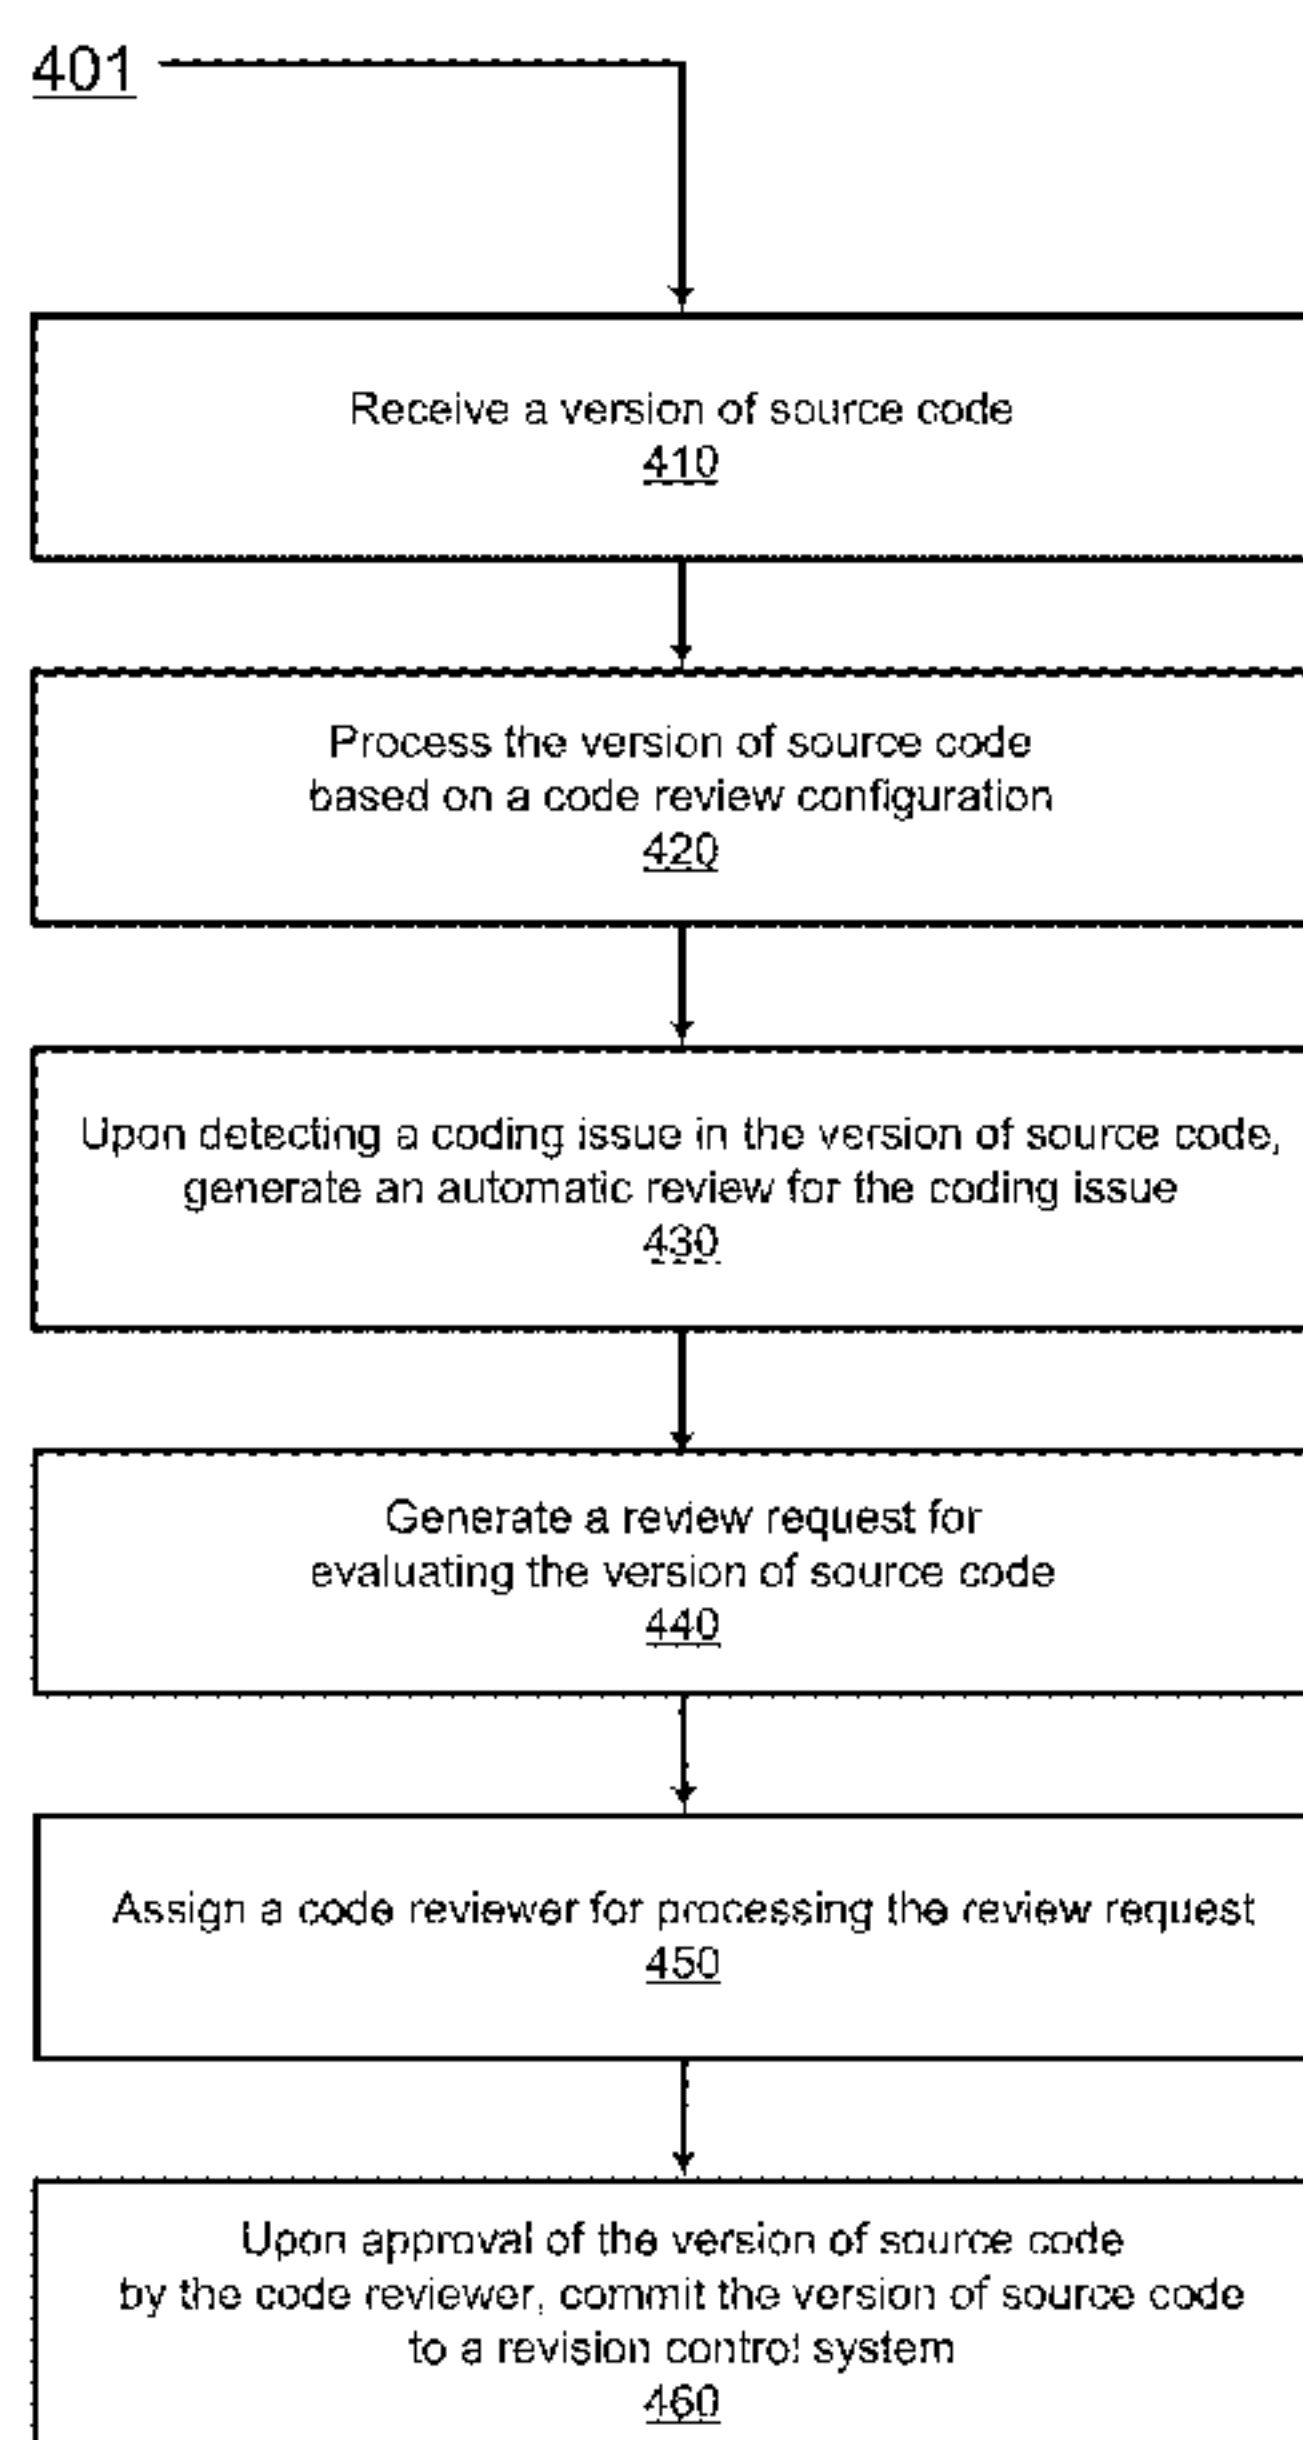 401
Receive a version of source code
410
Process the version of source code
based on a code review configuration
420
Upon detecting a coding issue in the version of source code,
generate an automatic review for the coding issue
430
Generate a review request for
evaluating the version of source code
440
Assign a code reviewer for processing the review request
450
Upon approval of the version of source code
by the code reviewer, commit the version of source code
to a revision control system
460